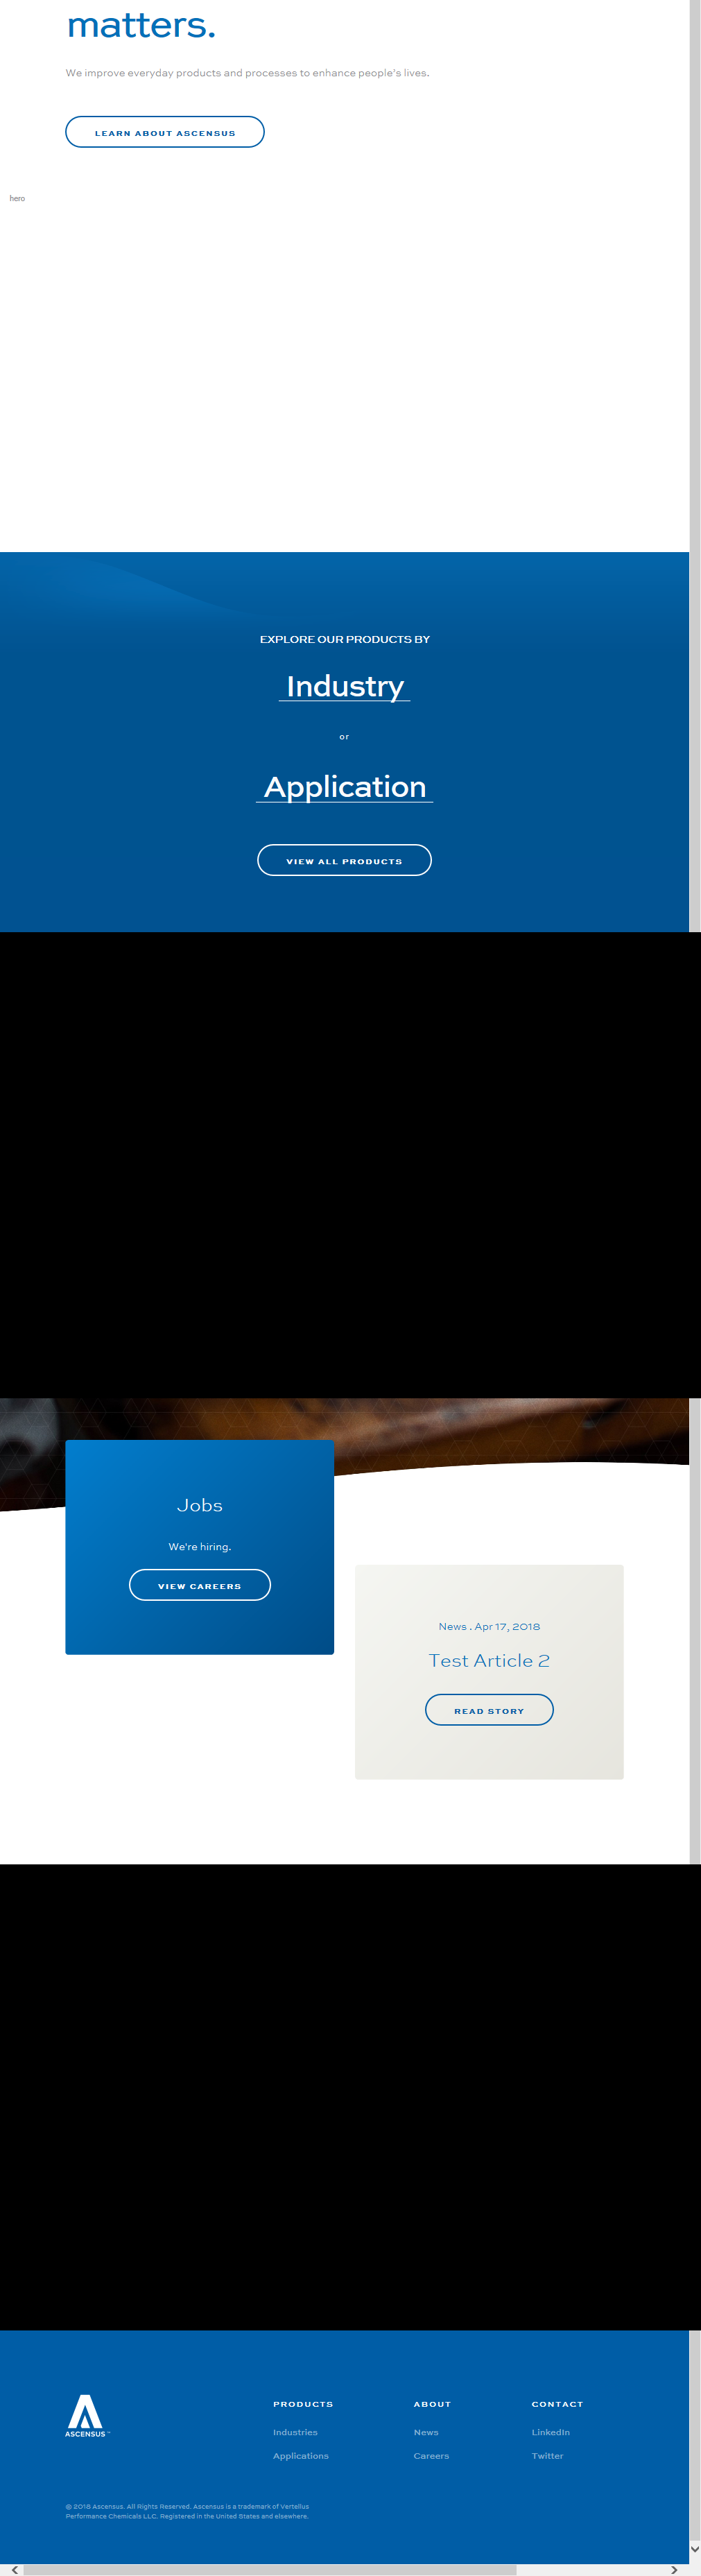 matters.
We improve everyday products and processes to enhance people's lives.
LEARN ABOUT ASCENSUS
hero
EXPLORE OUR PRODUCTS BY
Industry
or
Application
VIEW ALL PRODUCTS
Jobs
We're hiring.
VIEW CAREERS
News . Apr 17, 2018
Test Article 2
READ STORY
ASCENSUS™
PRODUCTS
Industries
Applications
ABOUT
News
Careers
CONTACT
LinkedIn
Twitter
© 2018 Ascensus. All Rights Reserved. Ascensus is a trademark of Vertellus
Performance Chemicals LLC. Registered in the United States and elsewhere.